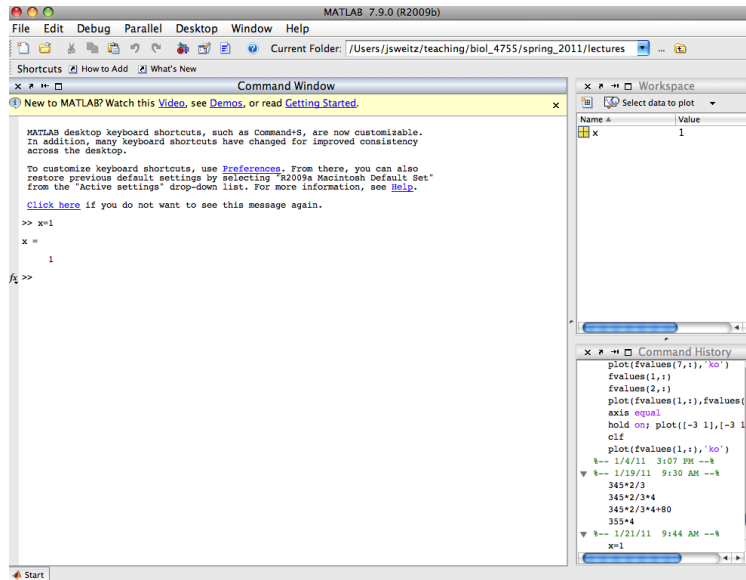 MATLAB 7.9.0 (R2009b)
File Edit Debug Parallel Desktop Window Help
Current Folder: /Users/jsweitz/teaching/biol_4755/spring_2011/lectures
Shortcuts How to Add What's New
Command Window
New to MATLAB? Watch this Video, see Demos, or read Getting Started.
MATLAB desktop keyboard shortcuts, such as Command+S, are now customizable.
In addition, many keyboard shortcuts have changed for improved consistency
across the desktop.
To customize keyboard shortcuts, use Preferences. From there, you can also
restore previous default settings by selecting "R2009a Macintosh Default Set"
from the "Active settings" drop-down list. For more information, see Help.
Click here if you do not want to see this message again.
>> x=1
x =
1
fx >>
Workspace
Select data to plot
Name Value
x 1
Command History
plot(fvalues(7,:),'ko')
fvalues(1,:)
fvalues(2,:)
plot(fvalues(1,:),fvalues(
axis equal
hold on; plot([-3 1],[-3 1
clf
plot(fvalues(1,:),'ko')
%-- 1/4/11 3:07 PM --%
%-- 1/19/11 9:30 AM --%
345*2/3
345*2/3*4
345*2/3*4+80
355*4
%-- 1/21/11 9:44 AM --%
x=1
Start